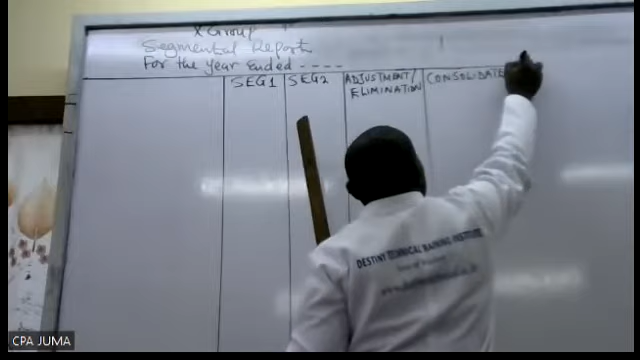 X Group
Segmental Report
For the year Ended - - - -
SEG1 SEG2 ADJUSTMENT/ ELIMINATION CONSOLIDATE
DESTINY TECHNICAL TRAINING INSTITUTE
CPA JUMA